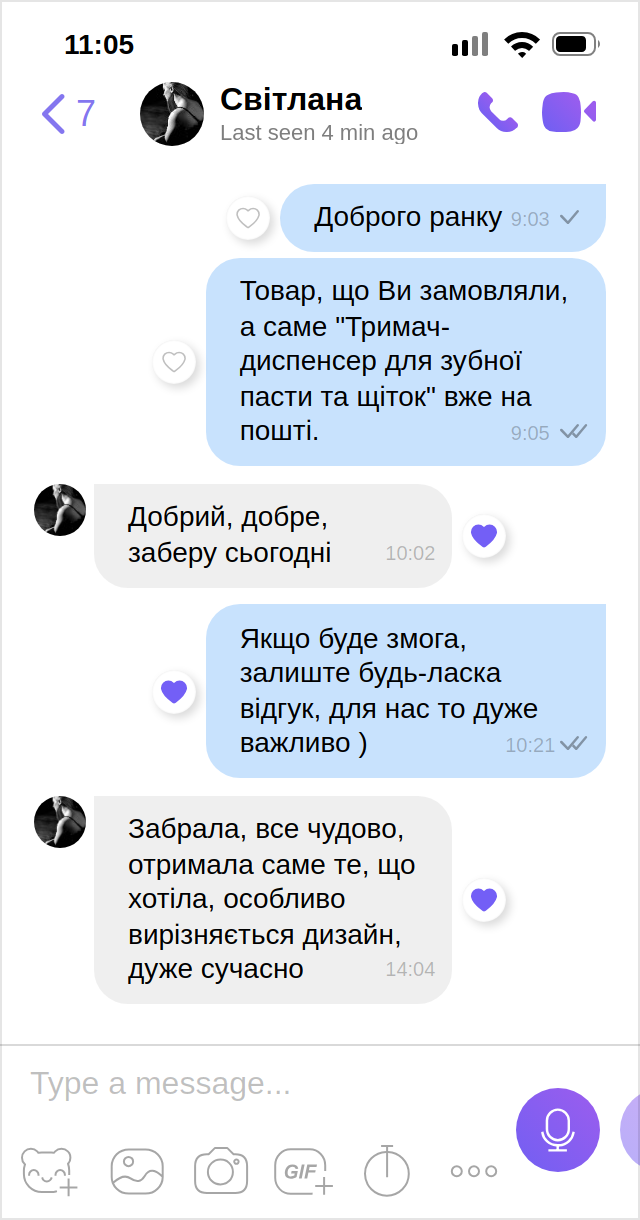 11:05
7
Світлана
Last seen 4 min ago
Доброго ранку 9:03
Товар, що Ви замовляли,
а саме "Тримач-
диспенсер для зубної
пасти та щіток" вже на
пошті. 9:05
Добрий, добре,
заберу сьогодні 10:02
Якщо буде змога,
залиште будь-ласка
відгук, для нас то дуже
важливо ) 10:21
Забрала, все чудово,
отримала саме те, що
хотіла, особливо
вирізняється дизайн,
дуже сучасно 14:04
Type a message...
GIF